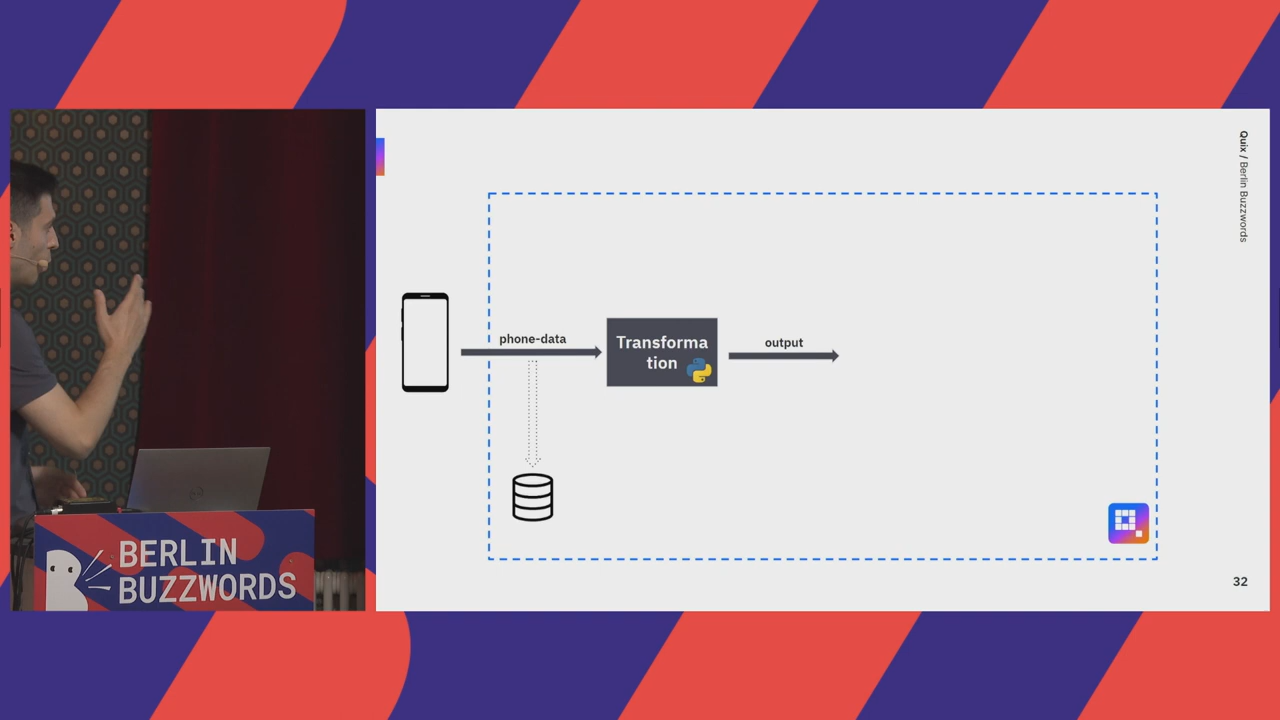 Quix / Berlin Buzzwords
phone-data
Transforma
tion
output
32
BERLIN
BUZZWORDS